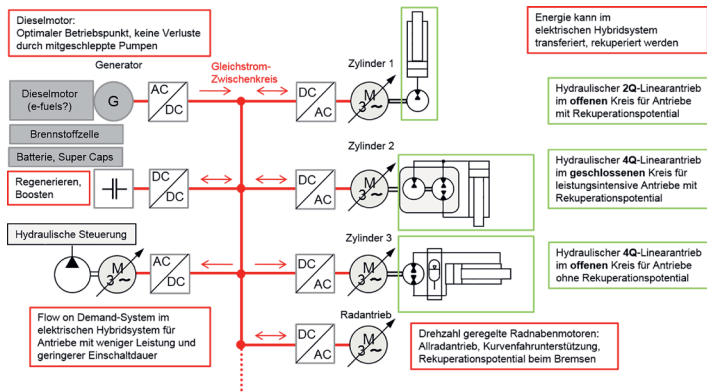 Dieselmotor:
Optimaler Betriebspunkt, keine Verluste
durch mitgeschleppte Pumpen
Energie kann im
elektrischen Hybridsystem
transferiert, rekuperiert werden
Generator
Gleichstrom-
Zwischenkreis
Zylinder 1
Dieselmotor
(e-fuels?)
G
AC
DC
DC
AC
M
3 ~
Hydraulischer 2Q-Linearantrieb
im offenen Kreis für Antriebe
mit Rekuperationspotential
Brennstoffzelle
Batterie, Super Caps
Zylinder 2
Regenerieren,
Boosten
DC
DC
DC
AC
M
3 ~
Hydraulischer 4Q-Linearantrieb
im geschlossenen Kreis für
leistungsintensive Antriebe mit
Rekuperationspotential
Hydraulische Steuerung
Zylinder 3
M
3 ~
AC
DC
DC
AC
M
3 ~
Hydraulischer 4Q-Linearantrieb
im offenen Kreis für Antriebe
ohne Rekuperationspotential
Flow on Demand-System im
elektrischen Hybridsystem für
Antriebe mit weniger Leistung und
geringerer Einschaltdauer
Radantrieb
DC
AC
M
3 ~
Drehzahl geregelte Radnabenmotoren:
Allradantrieb, Kurvenfahrunterstützung,
Rekuperationspotential beim Bremsen